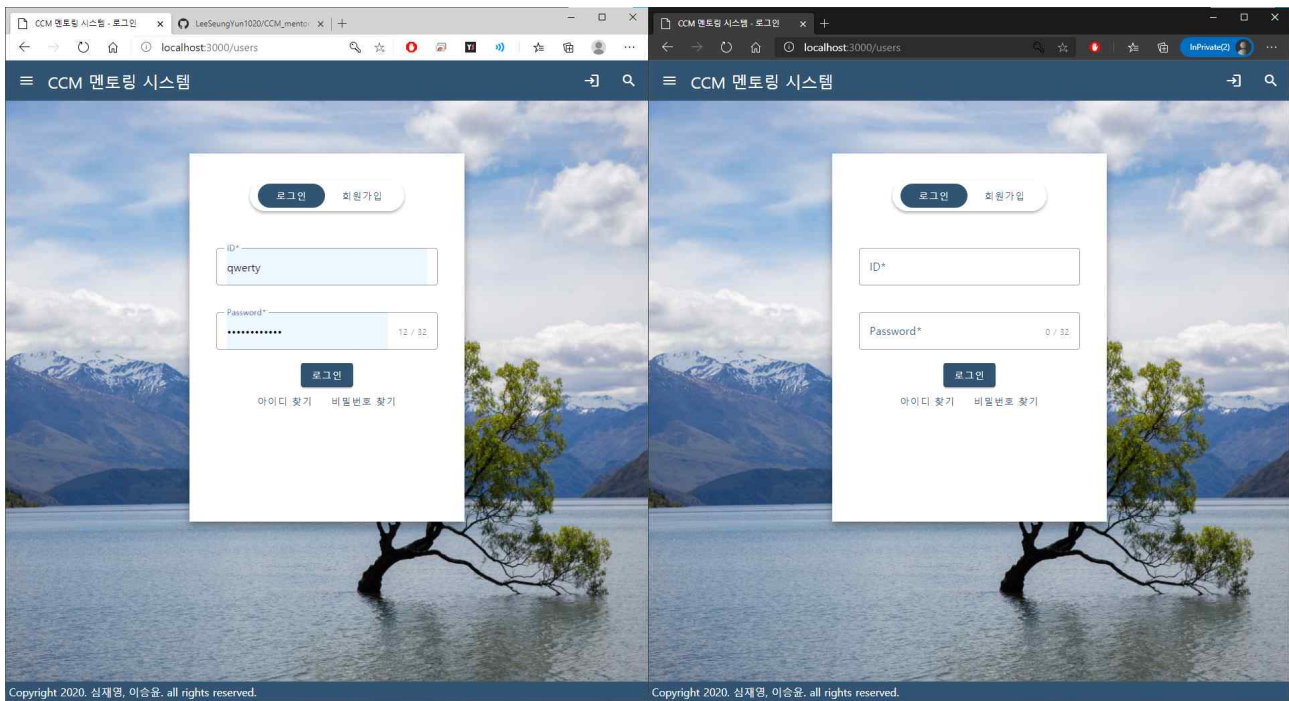 CCM 멘토링 시스템 - 로그인
LeeSeungYun1020/CCM_mento
localhost:3000/users
CCM 멘토링 시스템
로그인 회원가입
ID*
qwerty
Password*
•••••••••••• 12 / 32
로그인
아이디 찾기 비밀번호 찾기
Copyright 2020. 심재영, 이승윤. all rights reserved.
CCM 멘토링 시스템 - 로그인
localhost:3000/users
InPrivate(2)
CCM 멘토링 시스템
로그인 회원가입
ID*
Password* 0 / 32
로그인
아이디 찾기 비밀번호 찾기
Copyright 2020. 심재영, 이승윤. all rights reserved.